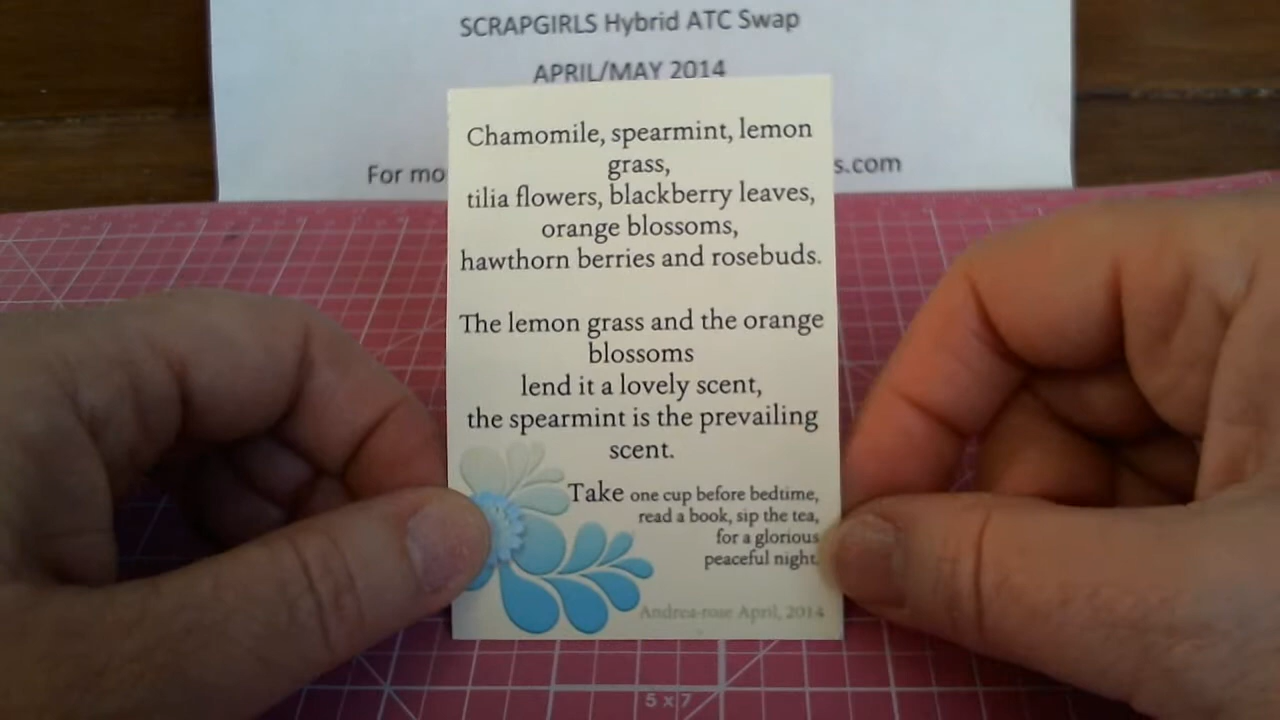 SCRAPGIRLS Hybrid ATC Swap
APRIL/MAY 2014
For mo
s.com
Chamomile, spearmint, lemon
grass,
tilia flowers, blackberry leaves,
orange blossoms,
hawthorn berries and rosebuds.
The lemon grass and the orange
blossoms
lend it a lovely scent,
the spearmint is the prevailing
scent.
Take one cup before bedtime,
read a book, sip the tea,
for a glorious
peaceful night.
Andrea-rose April, 2014
5 x 7